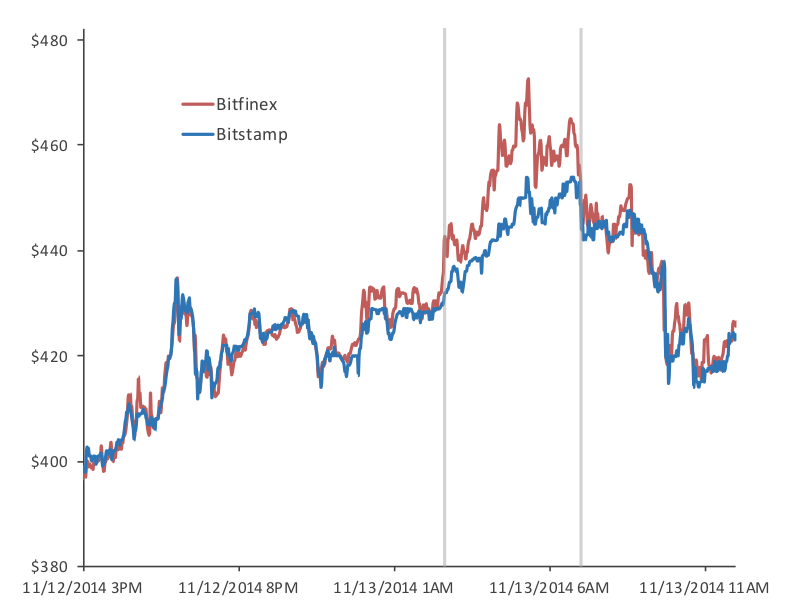 $480
Bitfinex
Bitstamp
$460
$440
$420
$400
$380
11/12/2014 3PM
11/12/2014 8PM
11/13/2014 1AM
11/13/2014 6AM
11/13/2014 11AM